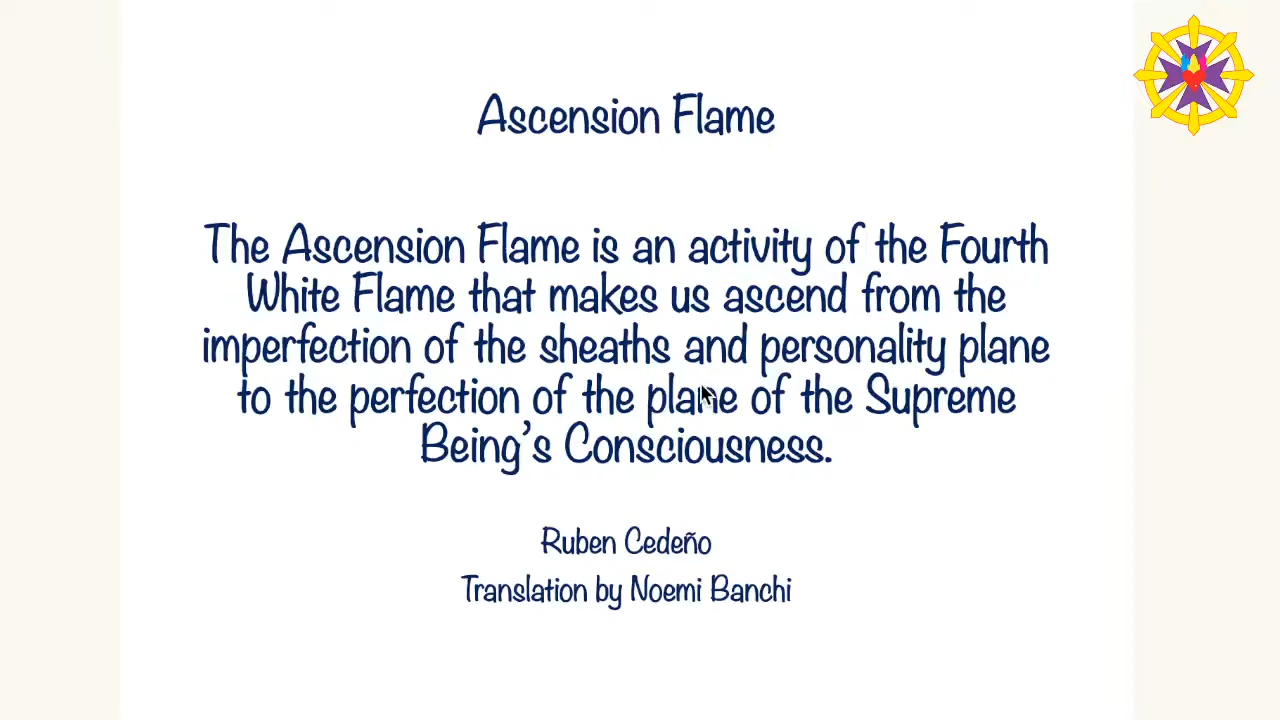 Ascension Flame
The Ascension Flame is an activity of the Fourth
White Flame that makes us ascend from the
imperfection of the sheaths and personality plane
to the perfection of the plane of the Supreme
Being's Consciousness.
Ruben Cedeño
Translation by Noemi Banchi